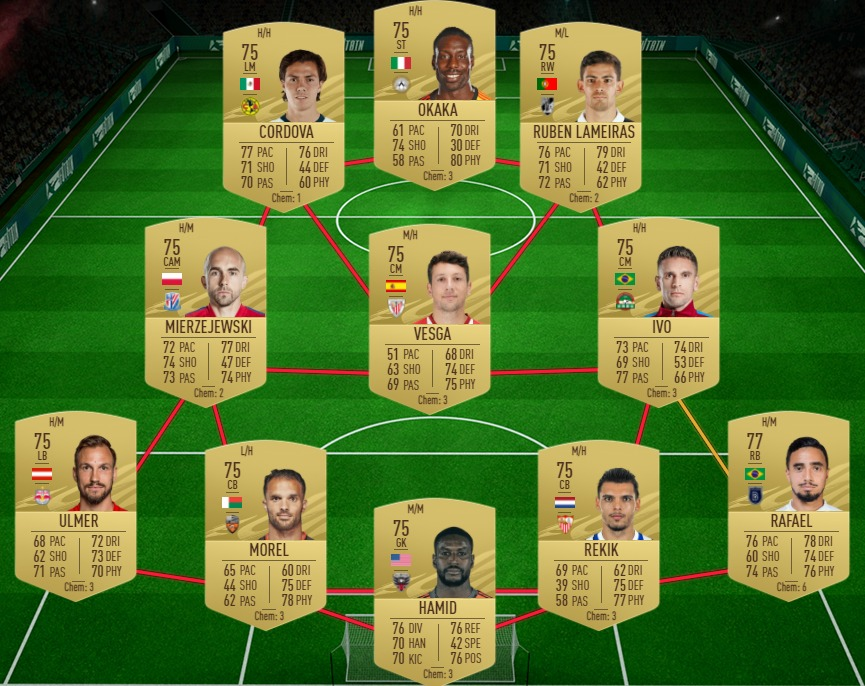 H/H
75
ST
OKAKA
61 PAC 70 DRI
74 SHO 30 DEF
58 PAS 80 PHY
Chem: 3
H/H
75
LM
CORDOVA
77 PAC 76 DRI
71 SHO 44 DEF
70 PAS 60 PHY
Chem: 1
M/L
75
RW
RUBEN LAMEIRAS
76 PAC 79 DRI
71 SHO 42 DEF
72 PAS 62 PHY
Chem: 2
H/M
75
CAM
MIERZEJEWSKI
72 PAC 77 DRI
74 SHO 47 DEF
73 PAS 74 PHY
Chem: 2
M/H
75
CM
VESGA
51 PAC 68 DRI
63 SHO 74 DEF
69 PAS 75 PHY
Chem: 3
H/H
75
CM
IVO
73 PAC 74 DRI
69 SHO 53 DEF
77 PAS 66 PHY
Chem: 3
H/M
75
LB
ULMER
68 PAC 72 DRI
62 SHO 73 DEF
71 PAS 70 PHY
Chem: 3
L/H
75
CB
MOREL
65 PAC 60 DRI
44 SHO 75 DEF
62 PAS 78 PHY
Chem: 3
M/M
75
GK
HAMID
76 DIV 76 REF
70 HAN 42 SPE
70 KIC 76 POS
Chem: 3
M/H
75
CB
REKIK
69 PAC 62 DRI
39 SHO 75 DEF
58 PAS 77 PHY
Chem: 3
H/M
77
RB
RAFAEL
76 PAC 78 DRI
60 SHO 74 DEF
74 PAS 76 PHY
Chem: 6